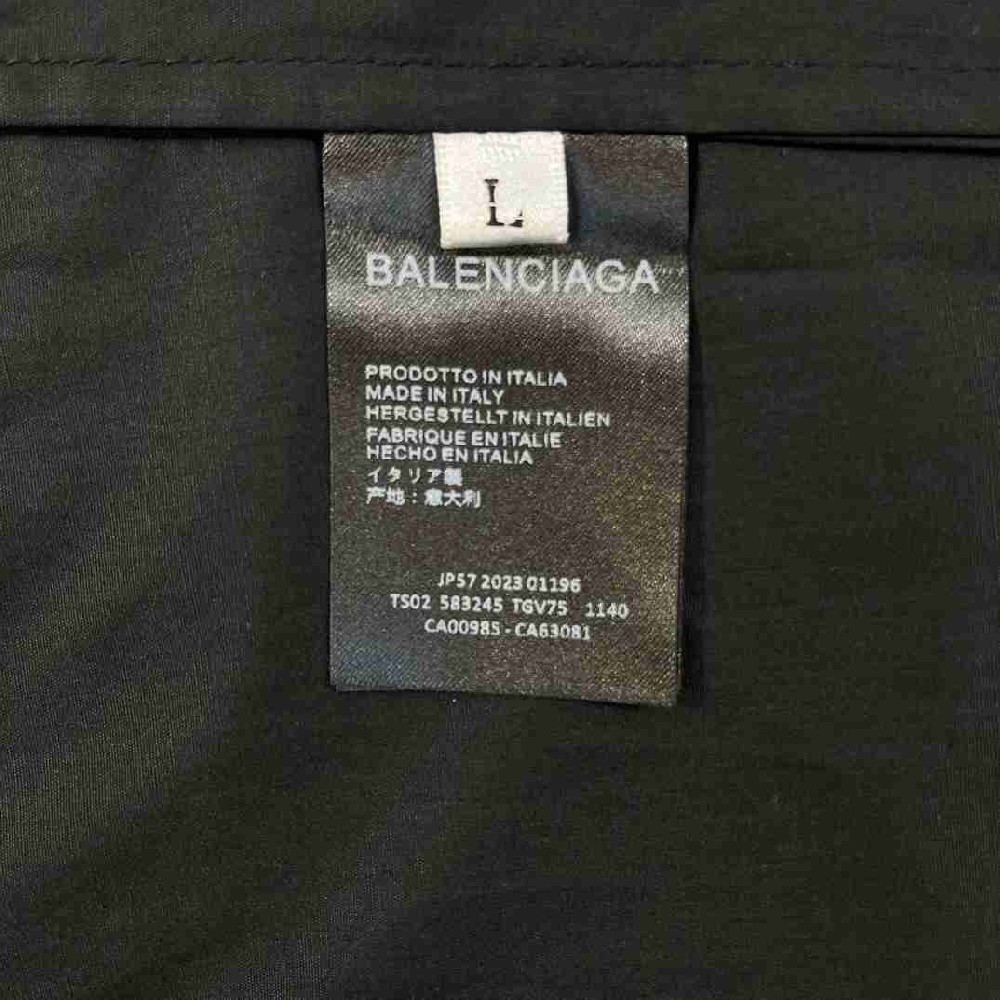 L
BALENCIAGA
PRODOTTO IN ITALIA
MADE IN ITALY
HERGESTELLT IN ITALIEN
FABRIQUE EN ITALIE
HECHO EN ITALIA
イタリア製
产地：意大利
JP57 2023 01196
TS02 583245 TGV75 1140
CA00985 - CA63081